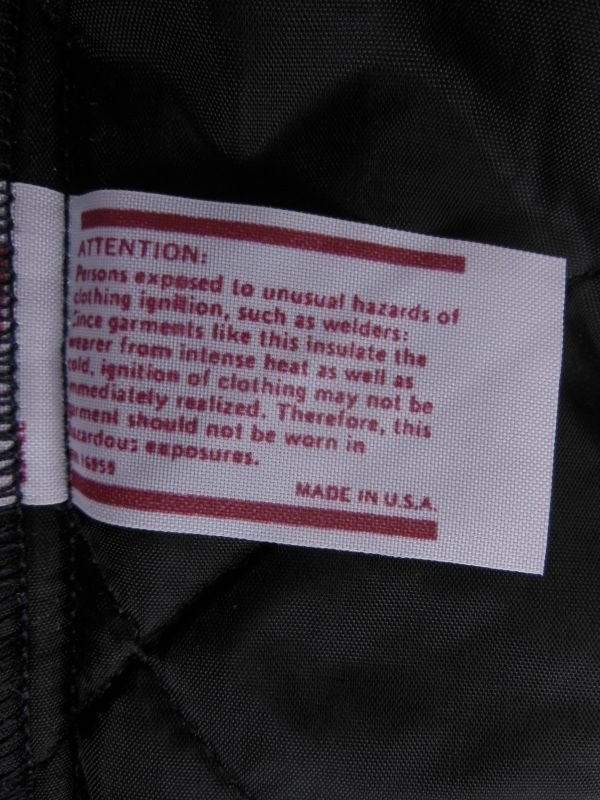 ATTENTION:
Persons exposed to unusual hazards of
clothing ignition, such as welders:
Since garments like this insulate the
wearer from intense heat as well as
cold, ignition of clothing may not be
immediately realized. Therefore, this
garment should not be worn in
hazardous exposures.
16959
MADE IN U.S.A.